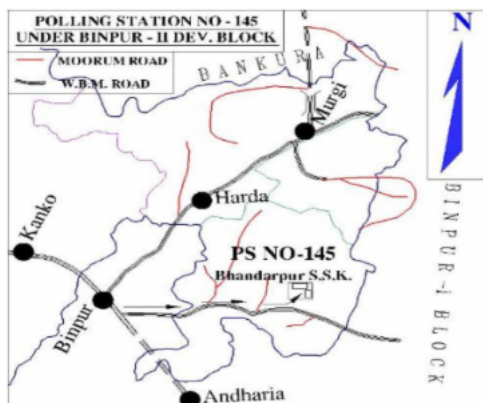 POLLING STATION NO - 145
UNDER BINPUR - II DEV. BLOCK
MOORUM ROAD
W.B.M. ROAD
N
BANKURA
Murgi
Harda
Kanko
PS NO-145
Bhandarpur S.S.K.
Binpur
Andharia
BINPUR-I BLOCK